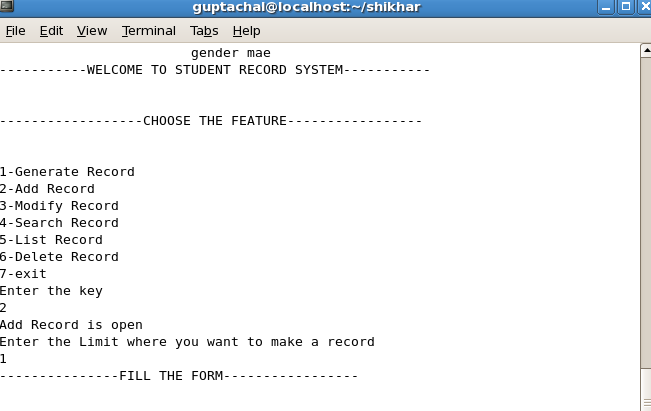 guptachal@localhost:~/shikhar
File Edit View Terminal Tabs Help
gender mae
-----------WELCOME TO STUDENT RECORD SYSTEM-----------
------------------CHOOSE THE FEATURE-----------------
1-Generate Record
2-Add Record
3-Modify Record
4-Search Record
5-List Record
6-Delete Record
7-exit
Enter the key
2
Add Record is open
Enter the Limit where you want to make a record
1
---------------FILL THE FORM-----------------